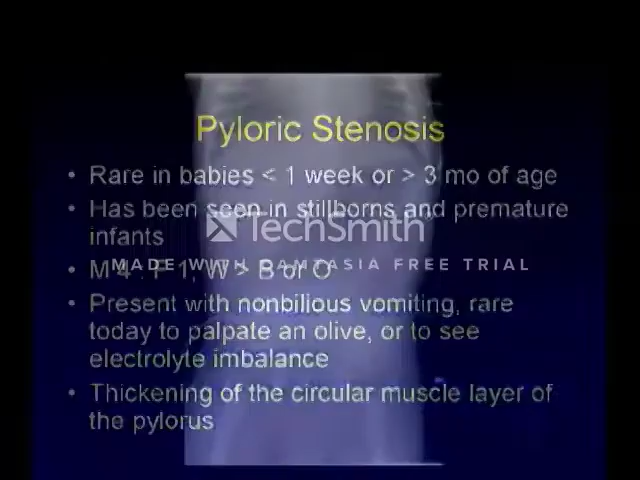 Pyloric Stenosis
• Rare in babies < 1 week or > 3 mo of age
• Has been seen in stillborns and premature
infants
TechSmith
• M 4 : F 1, W > B or O
MADE WITH CAMTASIA FREE TRIAL
• Present with nonbilious vomiting, rare
today to palpate an olive, or to see
electrolyte imbalance
• Thickening of the circular muscle layer of
the pylorus